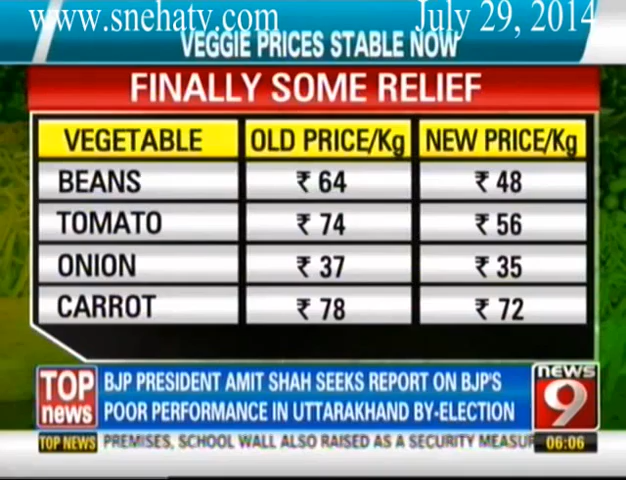 www.snehatv.com July 29, 2014
VEGGIE PRICES STABLE NOW
FINALLY SOME RELIEF
VEGETABLE OLD PRICE/Kg NEW PRICE/Kg
BEANS ₹ 64 ₹ 48
TOMATO ₹ 74 ₹ 56
ONION ₹ 37 ₹ 35
CARROT ₹ 78 ₹ 72
TOP news BJP PRESIDENT AMIT SHAH SEEKS REPORT ON BJP'S
POOR PERFORMANCE IN UTTARAKHAND BY-ELECTION
NEWS 9
TOP NEWS PREMISES, SCHOOL WALL ALSO RAISED AS A SECURITY MEASUR 06:06